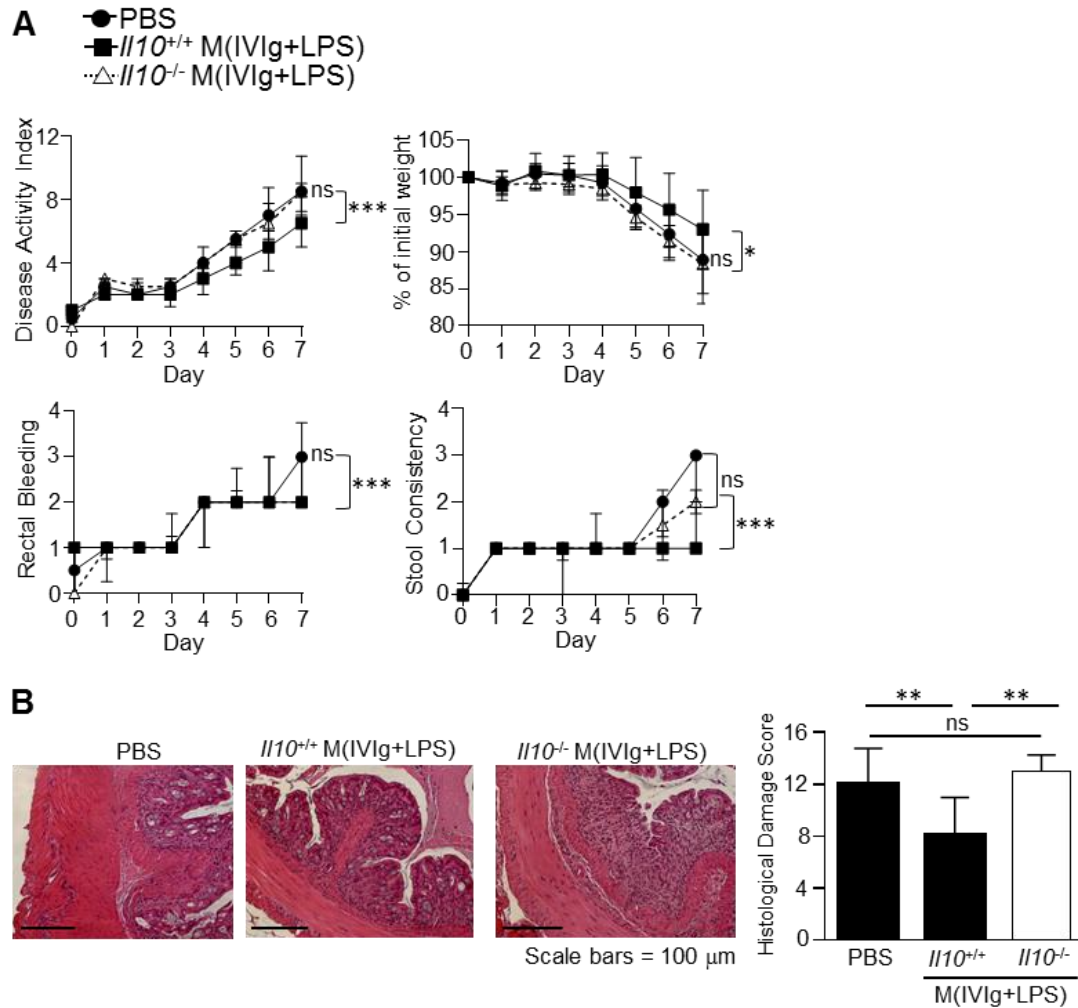 A
PBS
Il10+/+ M(IVIg+LPS)
Il10-/- M(IVIg+LPS)
Disease Activity Index
12
8
4
0
ns
***
0 1 2 3 4 5 6 7
Day
% of initial weight
105
100
95
90
85
80
ns
*
0 1 2 3 4 5 6 7
Day
Rectal Bleeding
4
3
2
1
0
ns
***
0 1 2 3 4 5 6 7
Day
Stool Consistency
4
3
2
1
0
ns
***
0 1 2 3 4 5 6 7
Day
B
PBS
Il10+/+ M(IVIg+LPS)
Il10-/- M(IVIg+LPS)
Scale bars = 100 μm
Histological Damage Score
** **
ns
16
12
8
4
0
PBS Il10+/+ Il10-/-
M(IVIg+LPS)